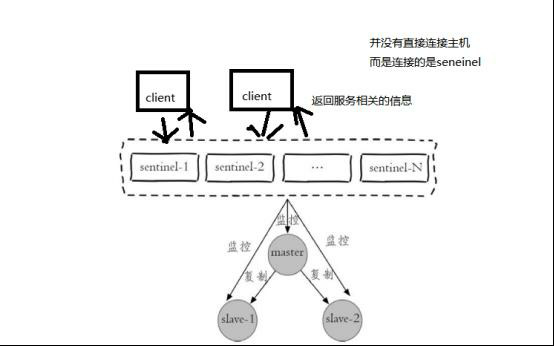 并没有直接连接主机
而是连接的是seneinel
client
client
返回服务相关的信息
sentinel-1
sentinel-2
...
sentinel-N
监控
监控
监控
master
复制
复制
slave-1
slave-2